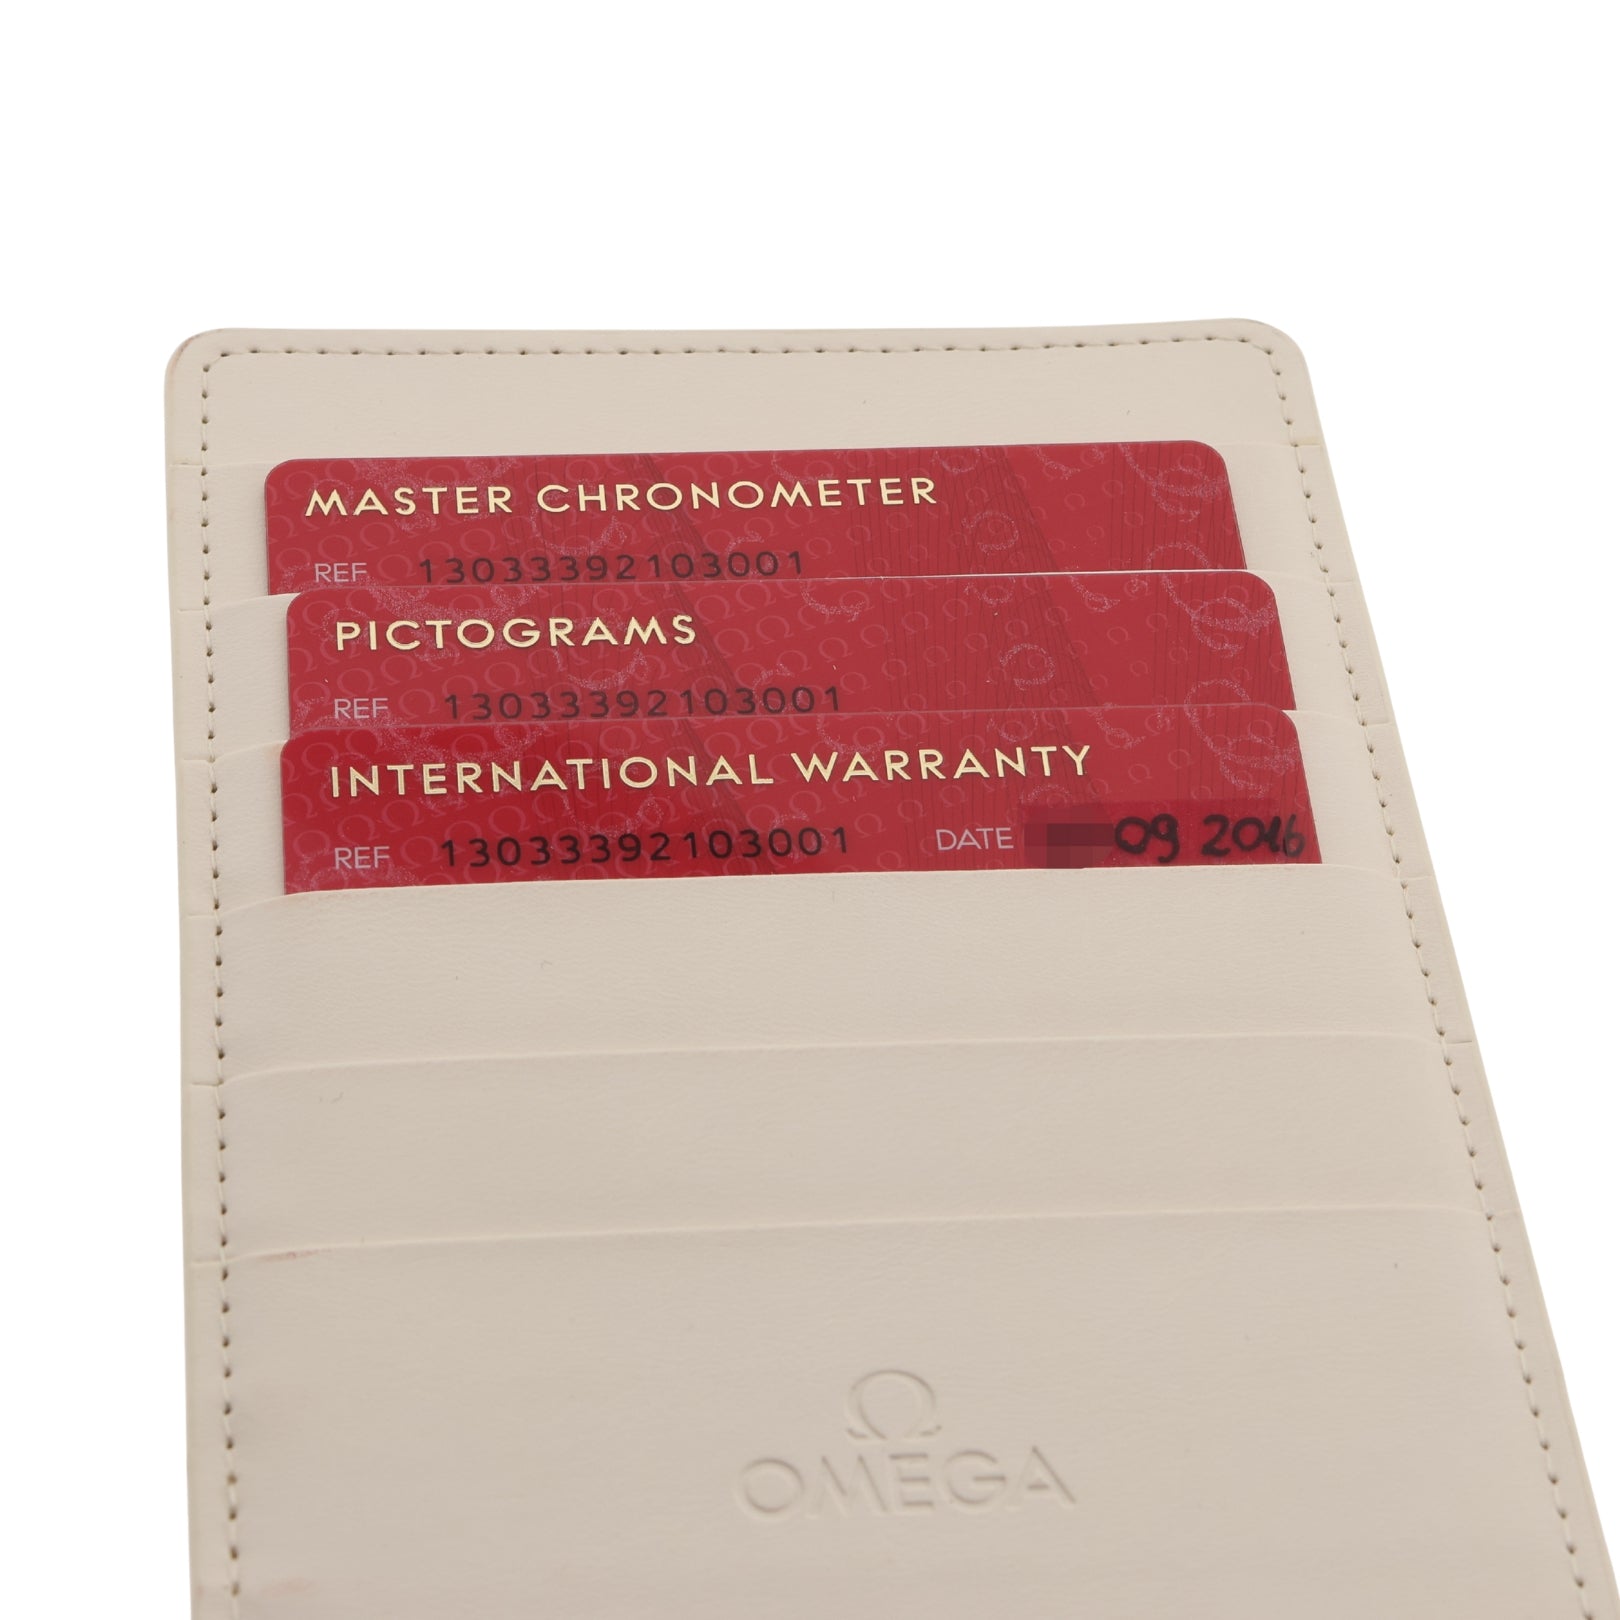 MASTER CHRONOMETER
REF 13033392103001
PICTOGRAMS
REF 13033392103001
INTERNATIONAL WARRANTY
REF 13033392103001 DATE 09 2016
Ω
OMEGA